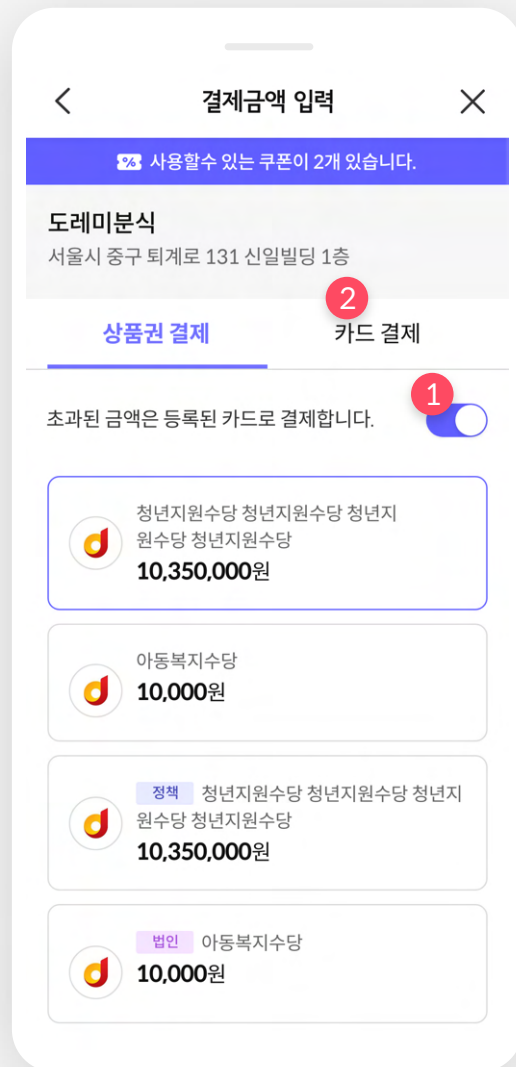 결제금액 입력
사용할수 있는 쿠폰이 2개 있습니다.
도레미분식
서울시 중구 퇴계로 131 신일빌딩 1층
2
상품권 결제
카드 결제
1
초과된 금액은 등록된 카드로 결제합니다.
청년지원수당 청년지원수당 청년지
원수당 청년지원수당
10,350,000원
아동복지수당
10,000원
정책 청년지원수당 청년지원수당 청년지
원수당 청년지원수당
10,350,000원
법인 아동복지수당
10,000원